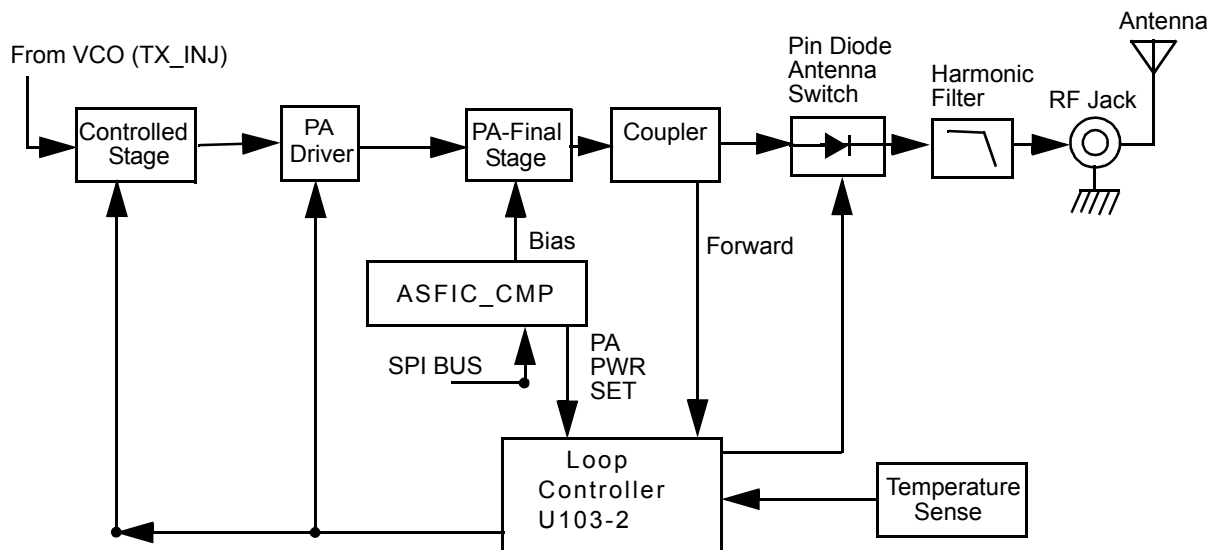 Antenna
From VCO (TX_INJ)
Pin Diode
Antenna
Switch
Harmonic
Filter
RF Jack
Controlled
Stage
PA
Driver
PA-Final
Stage
Coupler
Bias
Forward
ASFIC_CMP
SPI BUS
PA
PWR
SET
Loop
Controller
U103-2
Temperature
Sense